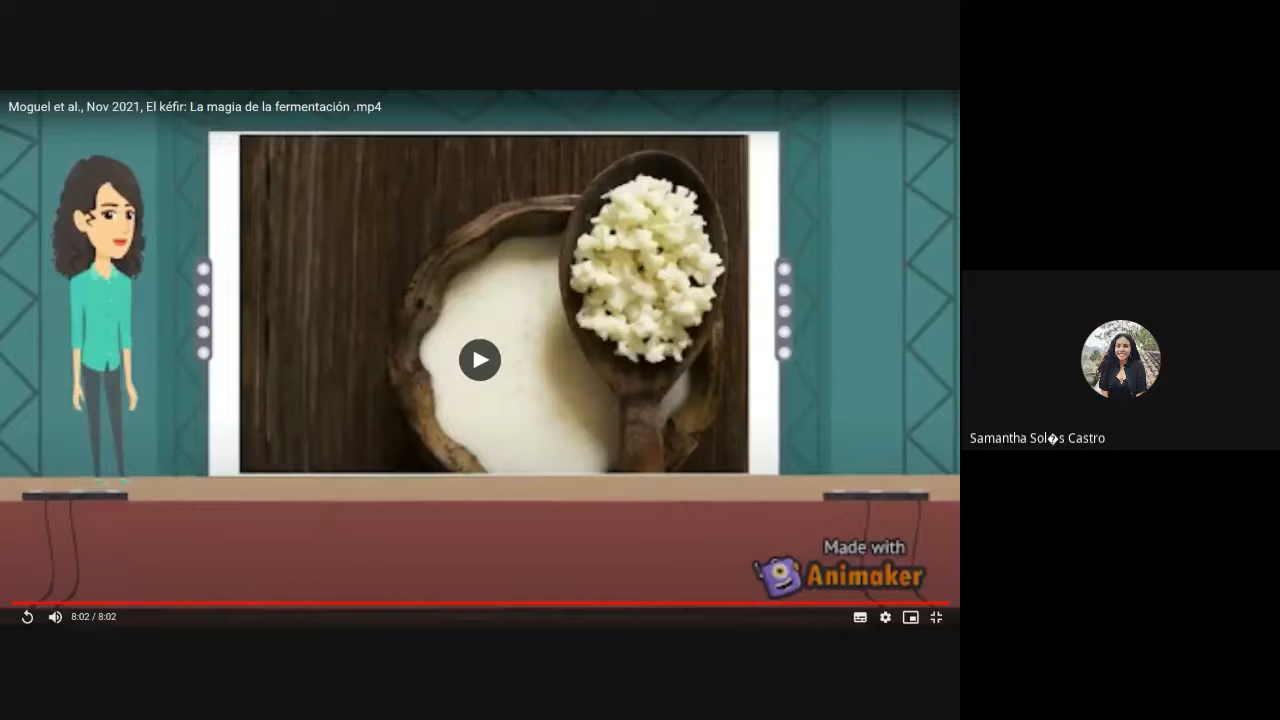 Moguel et al., Nov 2021, El kéfir: La magia de la fermentación .mp4
Made with
Animaker
8:02 / 8:02
Samantha Sol�s Castro